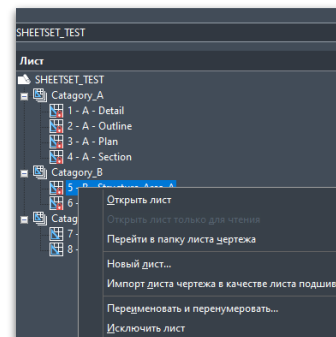 SHEETSET_TEST
Лист
SHEETSET_TEST
Catagory_A
1 - A - Detail
2 - A - Outline
3 - A - Plan
4 - A - Section
Catagory_B
5 - B - Structure Area A
6 -
Catag
7 -
8 -
Открыть лист
Открыть лист только для чтения
Перейти в папку листа чертежа
Новый лист...
Импорт листа чертежа в качестве листа подшив
Переименовать и перенумеровать...
Исключить лист